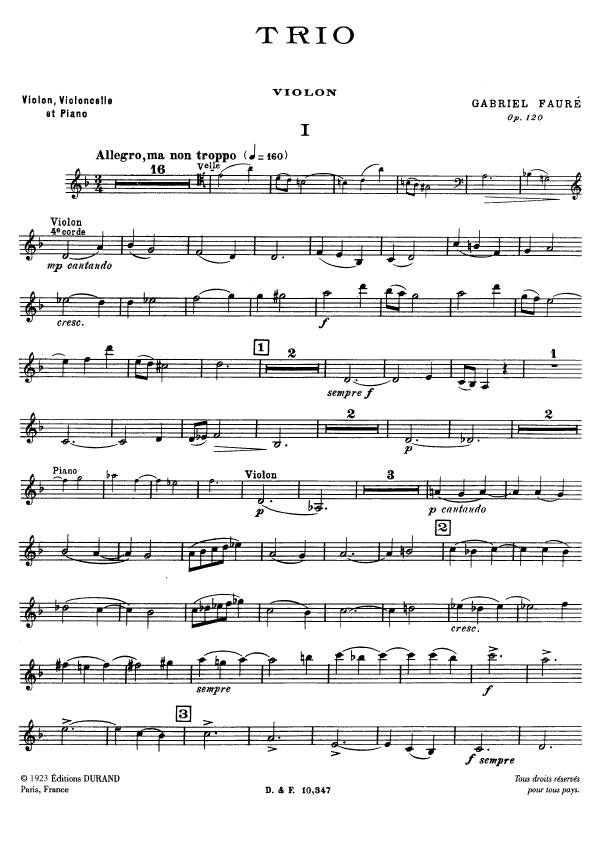 TRIO
VIOLON
Violon, Violoncelle
et Piano
GABRIEL FAURÉ
Op. 120
I
Allegro, ma non troppo (♩=160)
16
Velle
Violon
4e corde
mp cantando
cresc.
f
1
2
sempre f
1
2
p
2
Piano
Violon
p
3
p cantando
2
cresc.
sempre
f
3
f sempre
© 1923 Éditions DURAND
Paris, France
D. & F. 10,347
Tous droits réservés
pour tous pays.